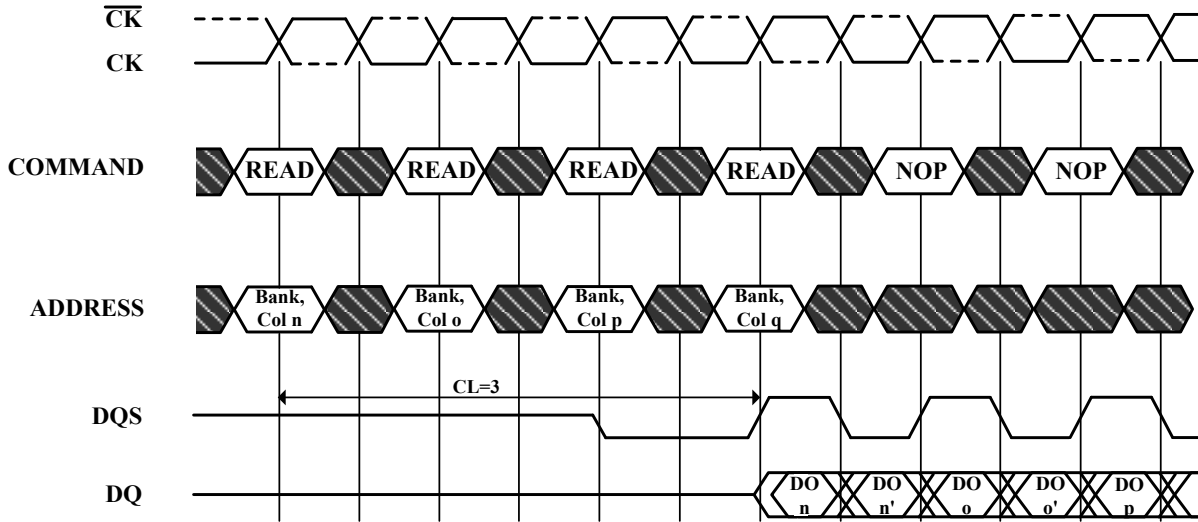 CK
CK
COMMAND READ READ READ READ NOP NOP
ADDRESS Bank, Col n Bank, Col o Bank, Col p Bank, Col q
CL=3
DQS
DQ DO n DO n' DO o DO o' DO p